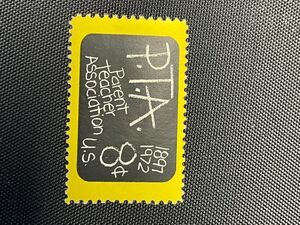 P.T.A.
1897
1972
Parent
Teacher
Association
U.S
8¢